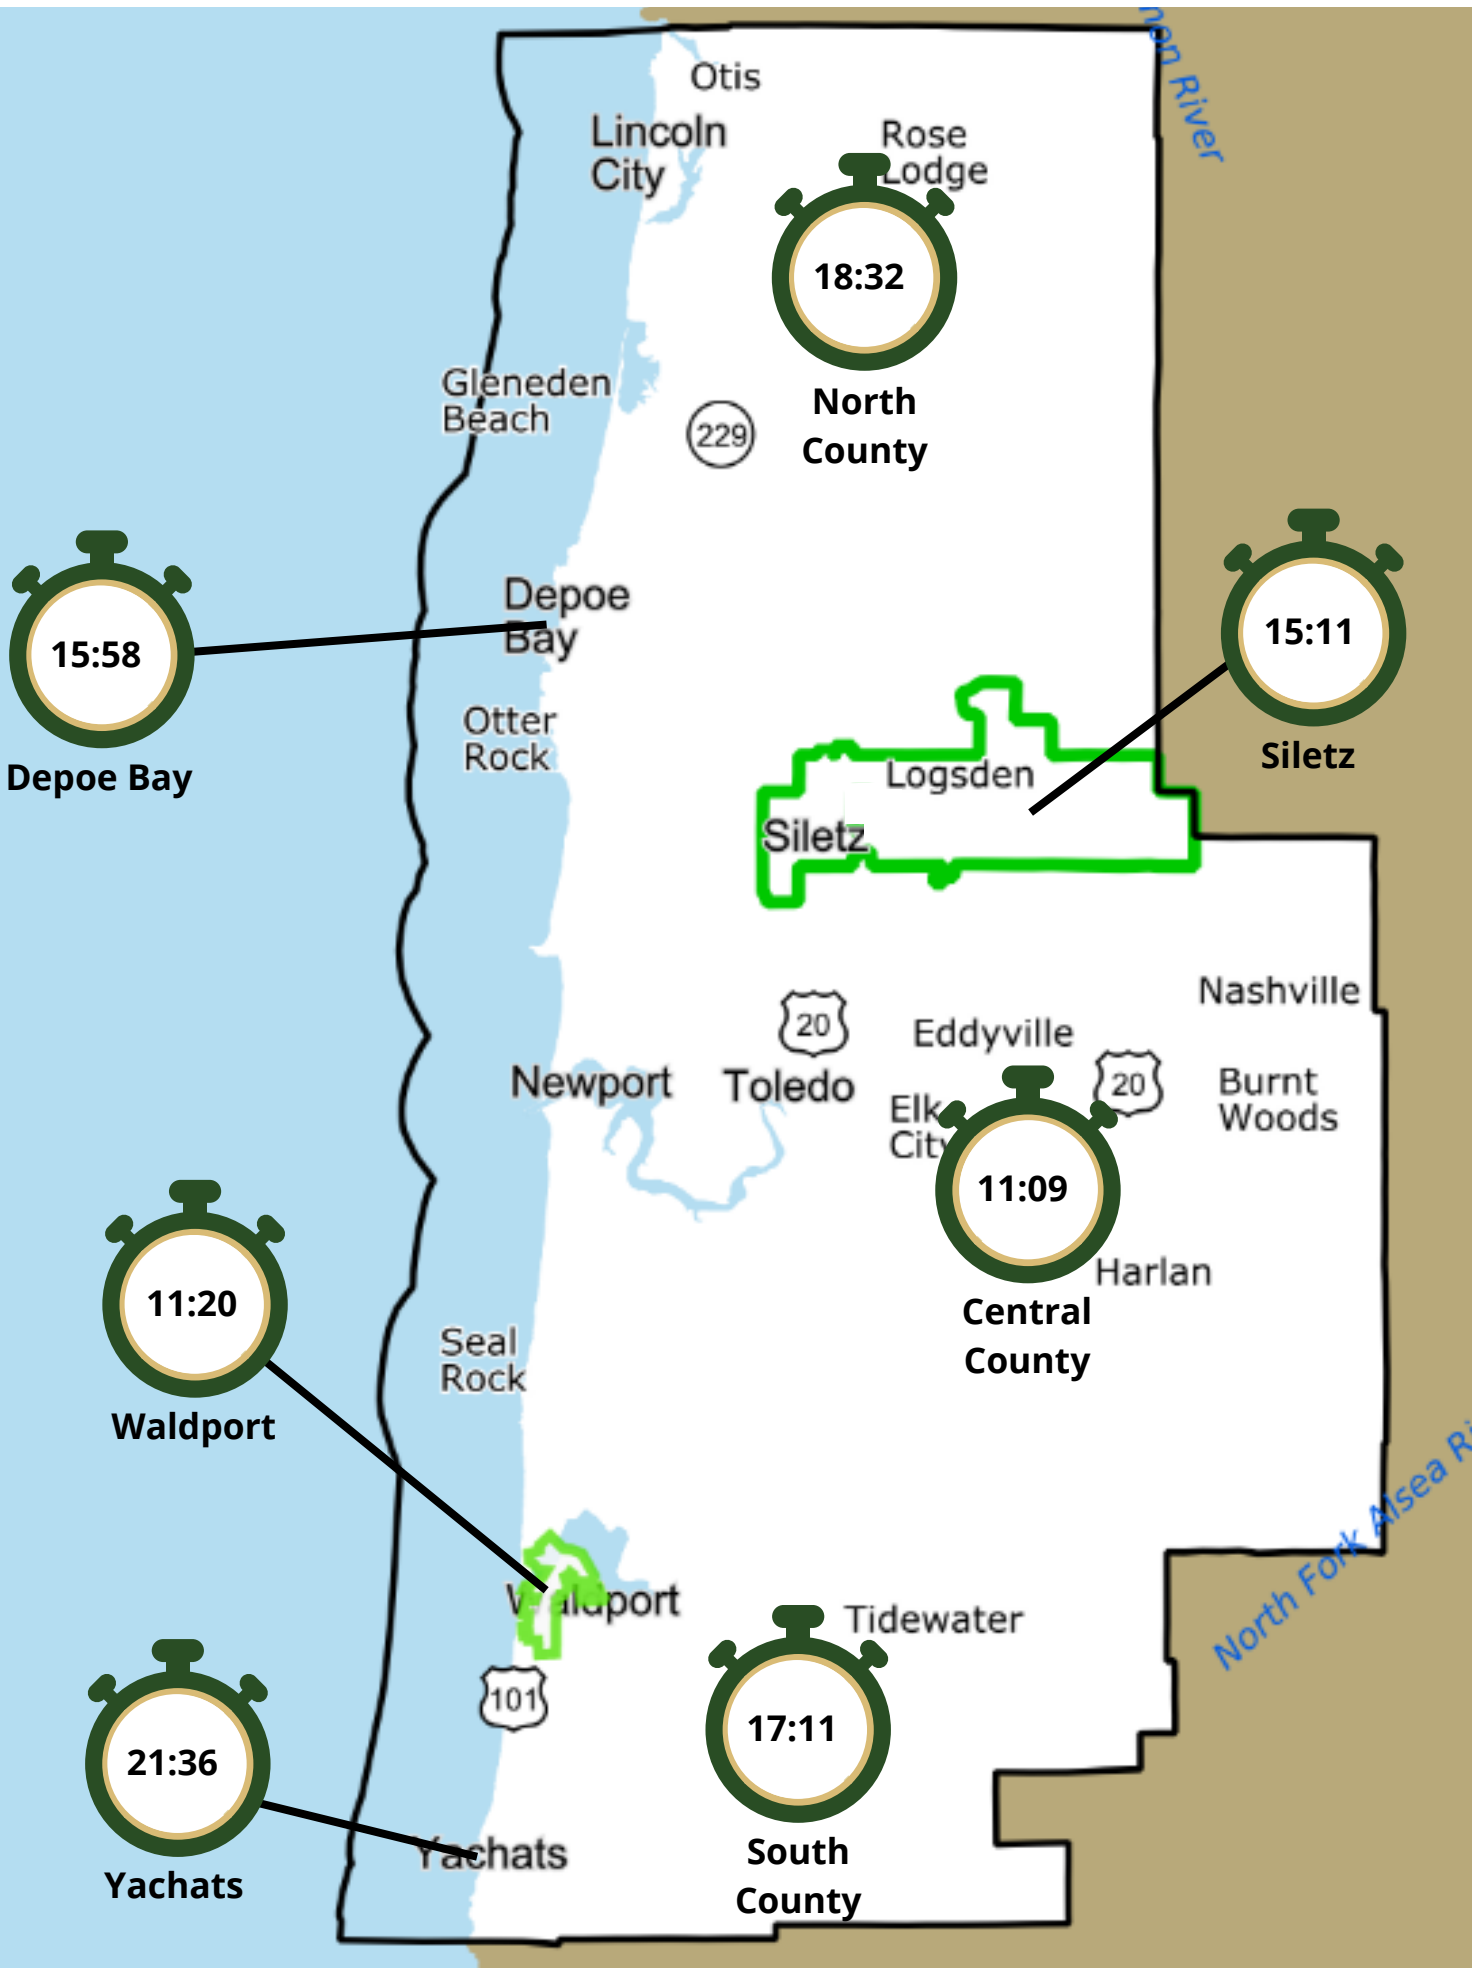 Otis
Lincoln
City
Rose
Lodge
18:32
North
County
Gleneden
Beach
229
15:58
Depoe Bay
Depoe
Bay
15:11
Siletz
Otter
Rock
Logsden
Siletz
Nashville
20
Eddyville
20
Newport
Toledo
Burnt
Woods
Elk
City
11:09
Central
County
Harlan
11:20
Waldport
Seal
Rock
North Fork Alsea
Waldport
Tidewater
101
17:11
South
County
21:36
Yachats
Yachats
River